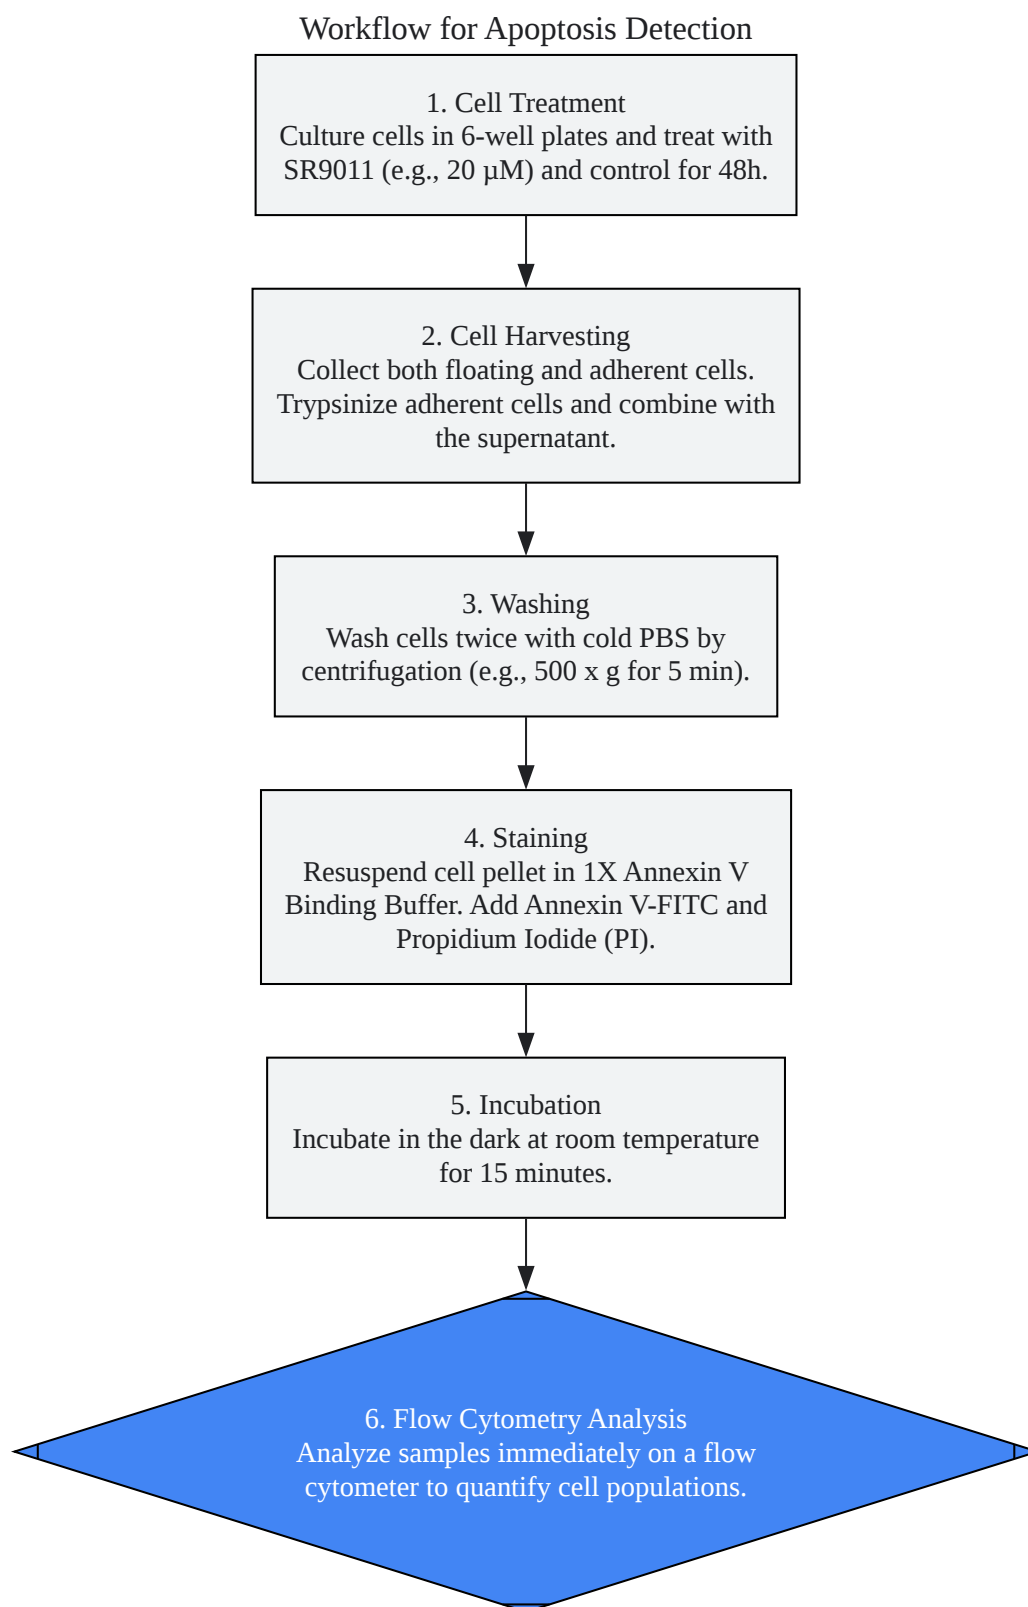 Workflow for Apoptosis Detection
1. Cell Treatment
Culture cells in 6-well plates and treat with
SR9011 (e.g., 20 µM) and control for 48h.
2. Cell Harvesting
Collect both floating and adherent cells.
Trypsinize adherent cells and combine with
the supernatant.
3. Washing
Wash cells twice with cold PBS by
centrifugation (e.g., 500 x g for 5 min).
4. Staining
Resuspend cell pellet in 1X Annexin V
Binding Buffer. Add Annexin V-FITC and
Propidium Iodide (PI).
5. Incubation
Incubate in the dark at room temperature
for 15 minutes.
6. Flow Cytometry Analysis
Analyze samples immediately on a flow
cytometer to quantify cell populations.